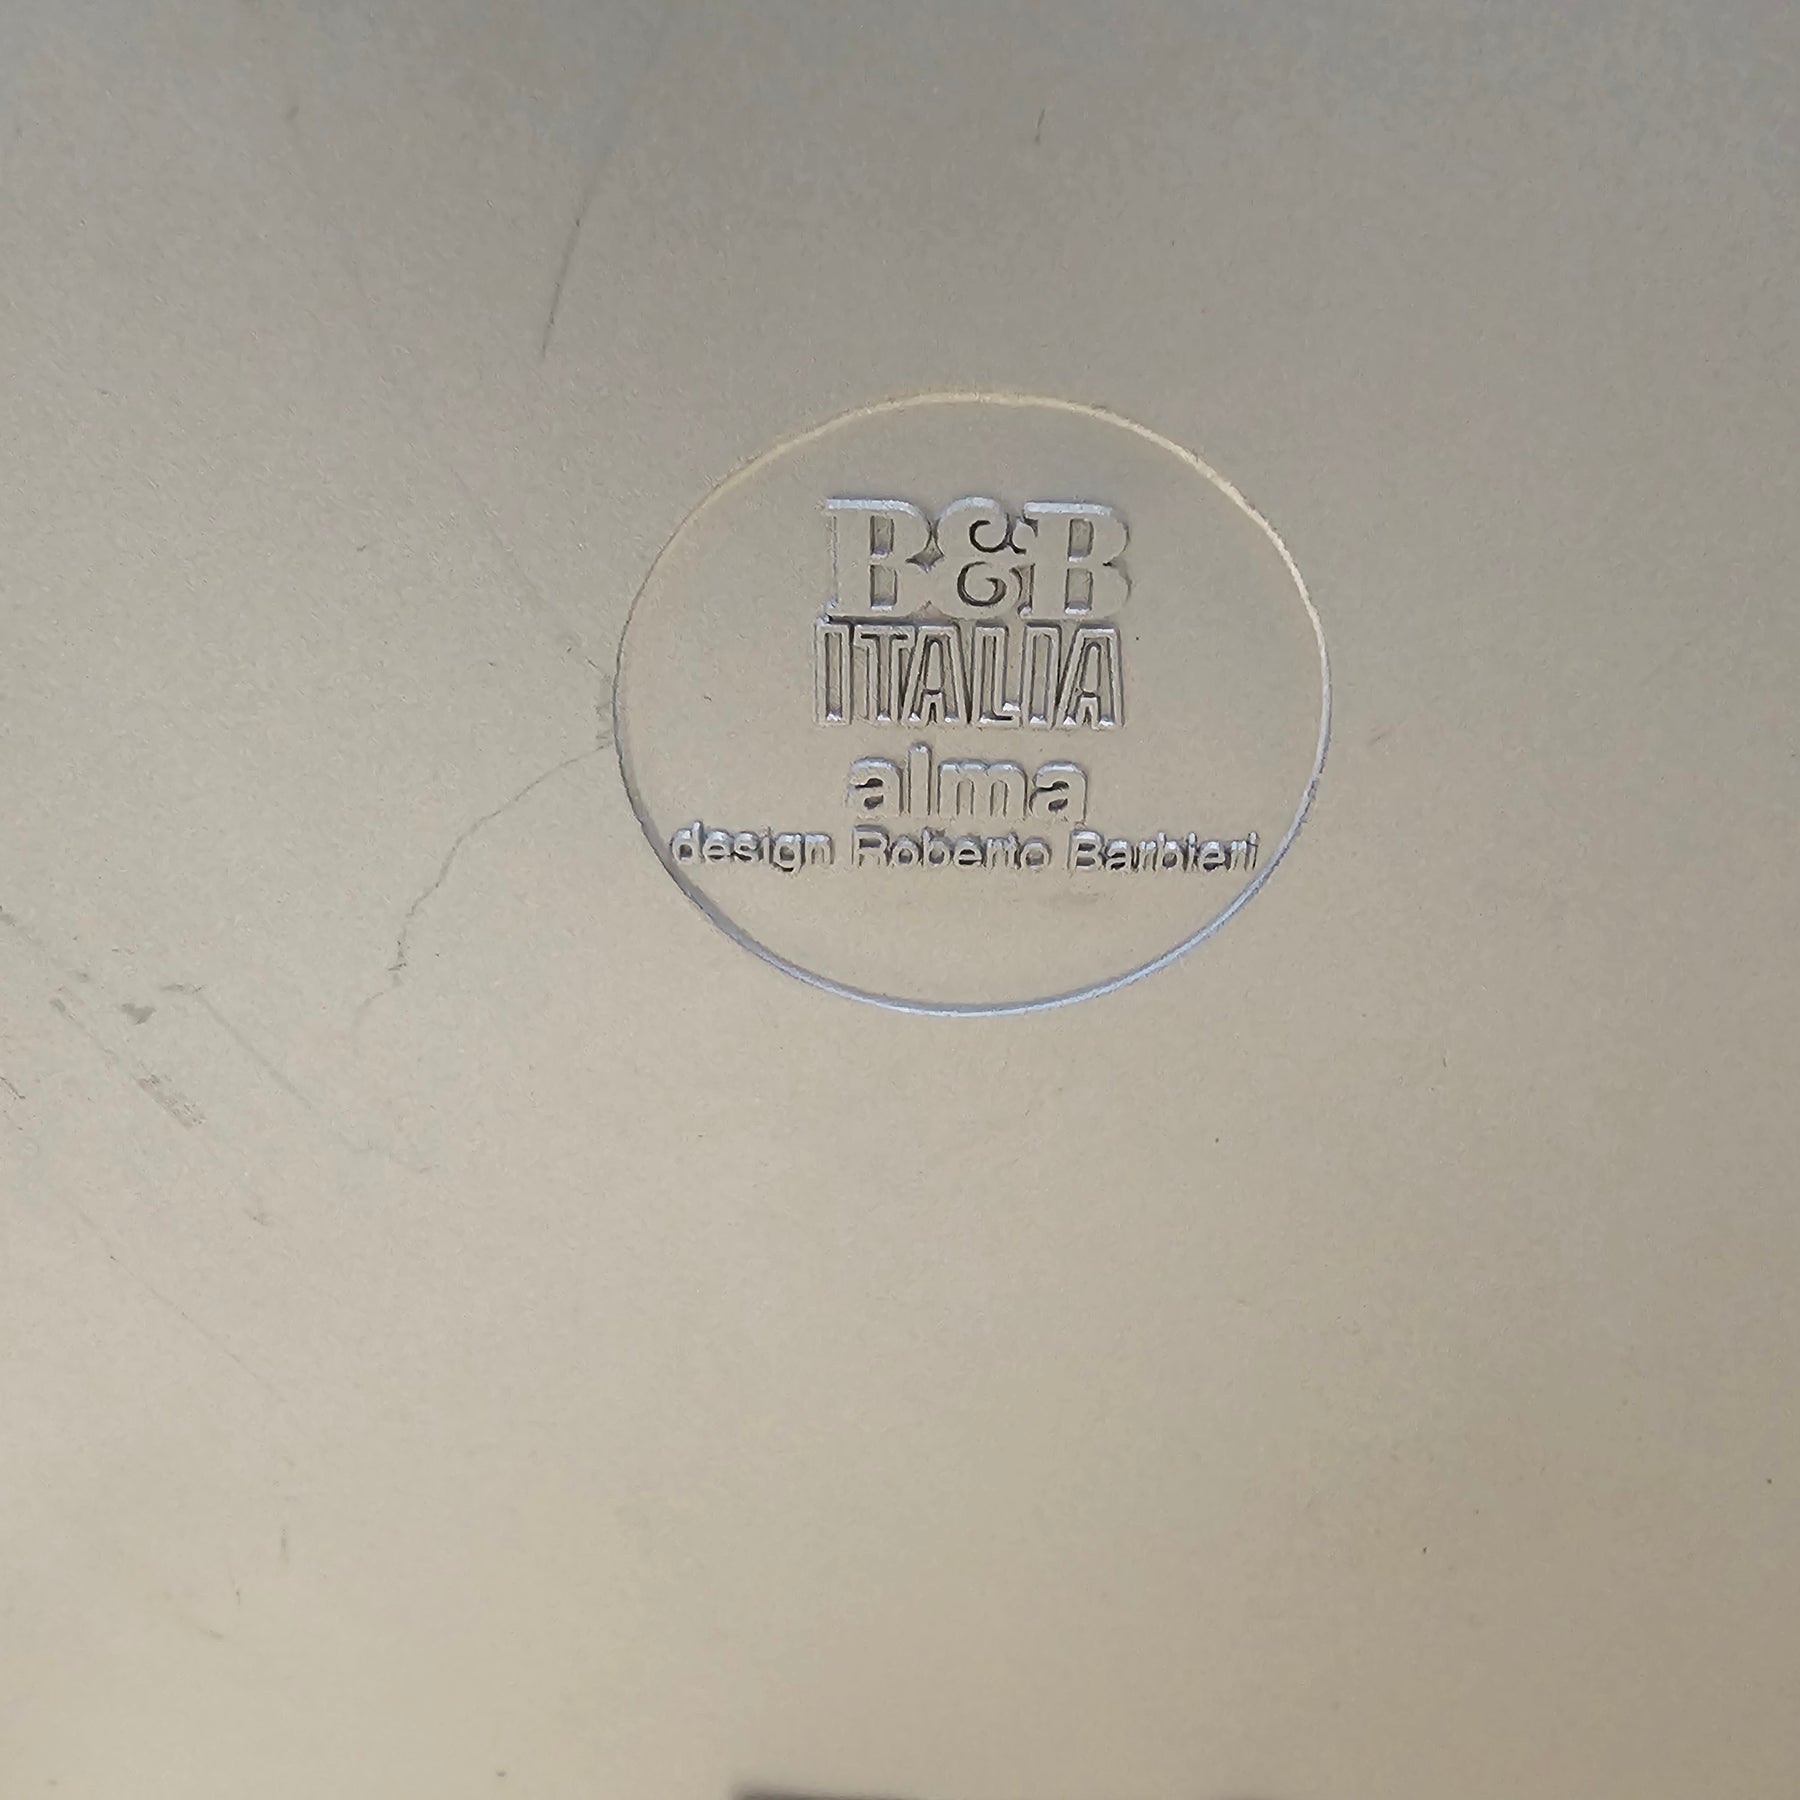 B&B
ITALIA
alma
design Roberto Barbieri